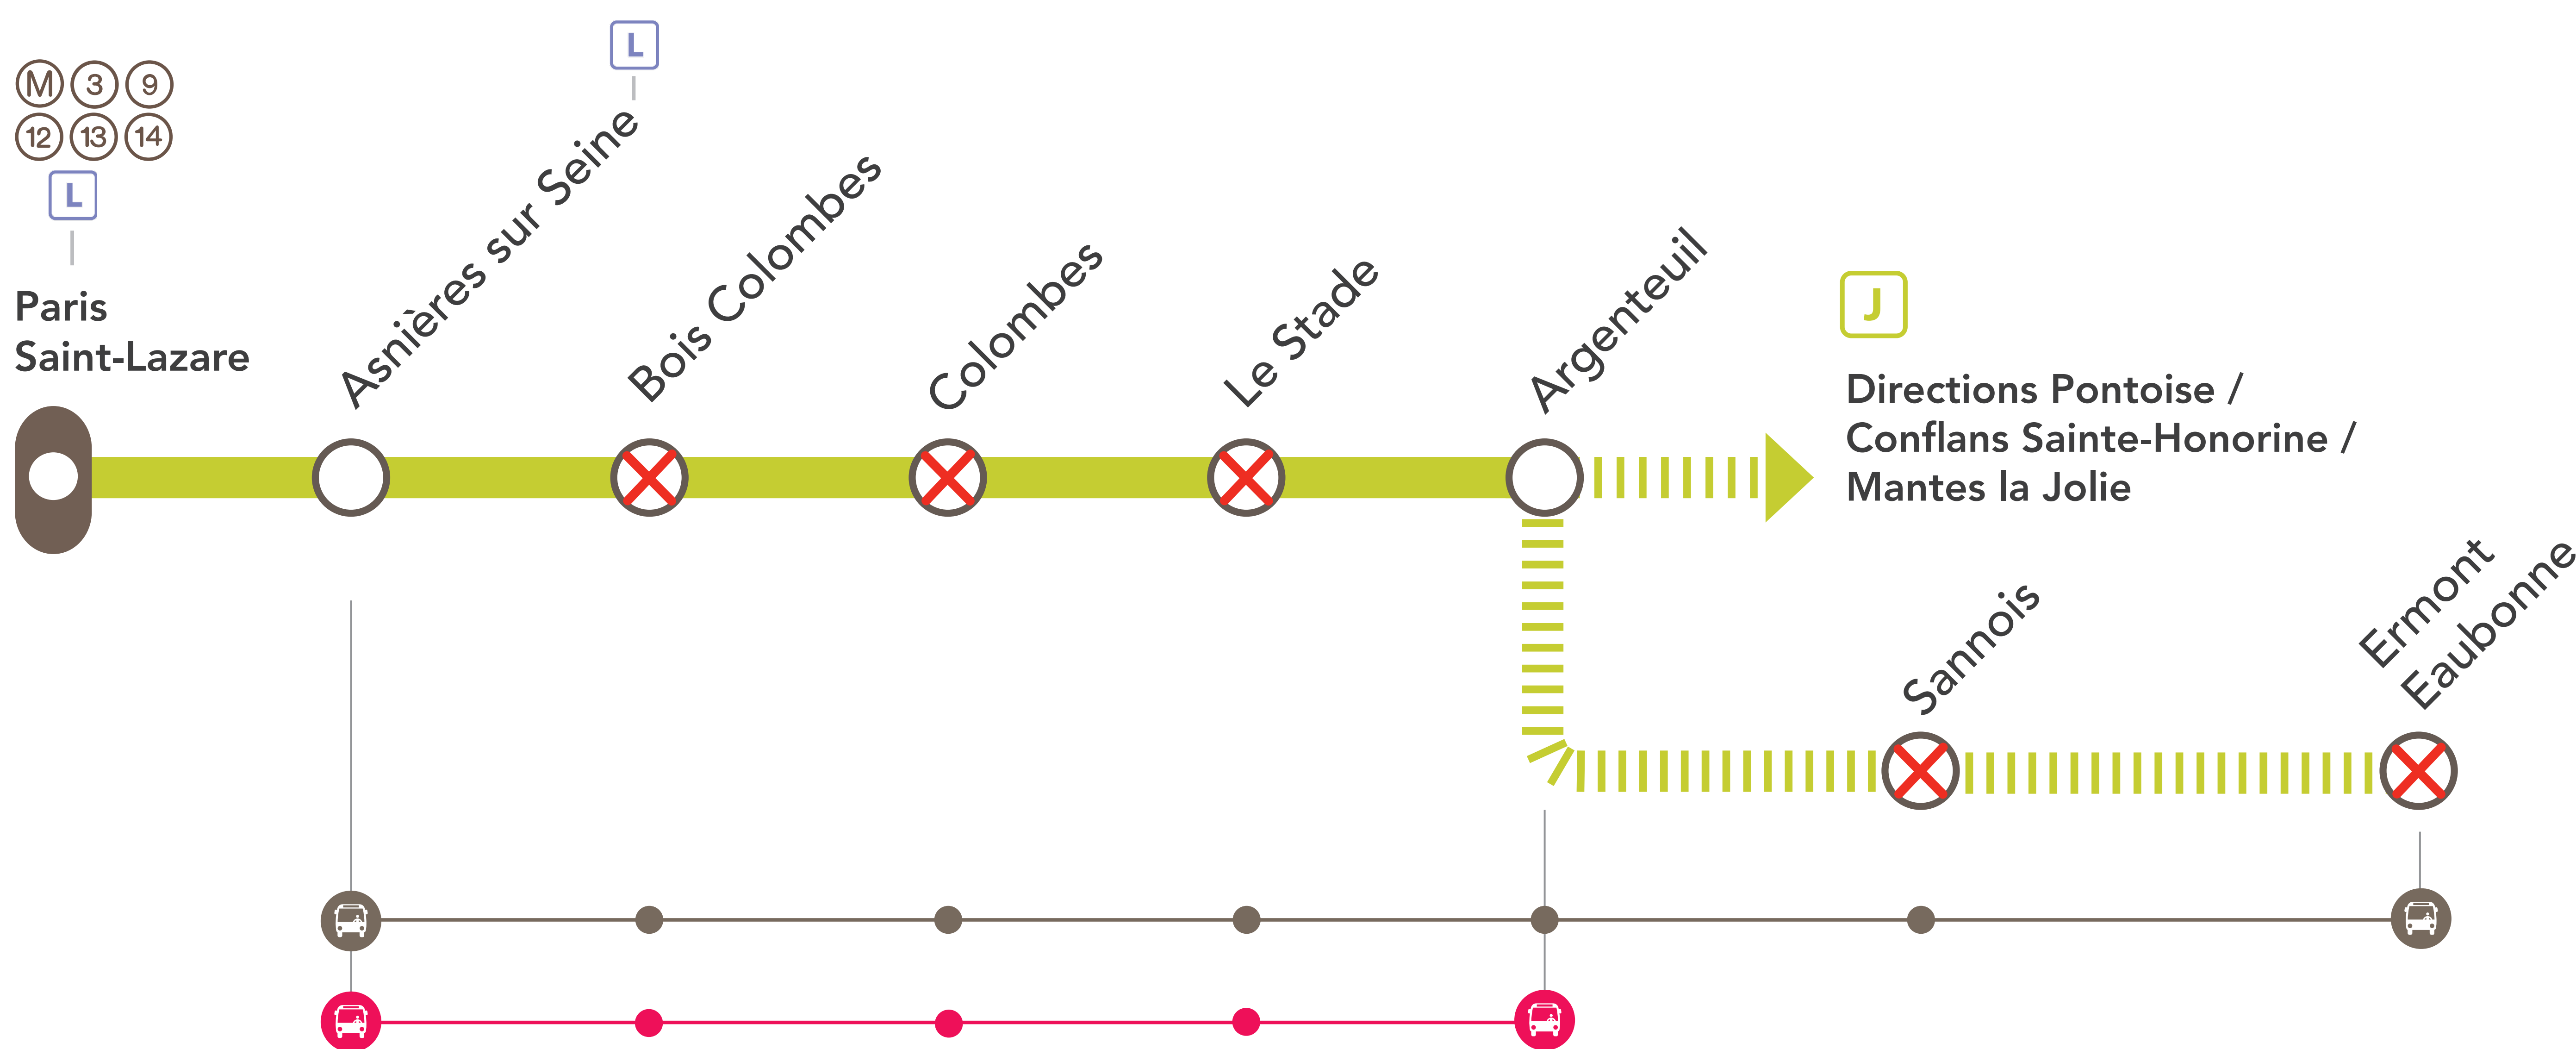 M 3 9
12 13 14
L
Paris
Saint-Lazare
L
Asnières sur Seine
Bois Colombes
Colombes
Le Stade
Argenteuil
J
Directions Pontoise /
Conflans Sainte-Honorine /
Mantes la Jolie
Sannois
Ermont
Eaubonne